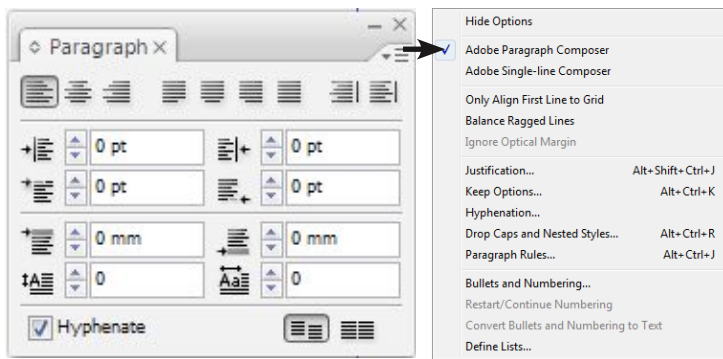 Paragraph
0 pt
0 pt
0 pt
0 pt
0 mm
0 mm
0
0
Hyphenate
Hide Options
Adobe Paragraph Composer
Adobe Single-line Composer
Only Align First Line to Grid
Balance Ragged Lines
Ignore Optical Margin
Justification... Alt+Shift+Ctrl+J
Keep Options... Alt+Ctrl+K
Hyphenation...
Drop Caps and Nested Styles... Alt+Ctrl+R
Paragraph Rules... Alt+Ctrl+J
Bullets and Numbering...
Restart/Continue Numbering
Convert Bullets and Numbering to Text
Define Lists...